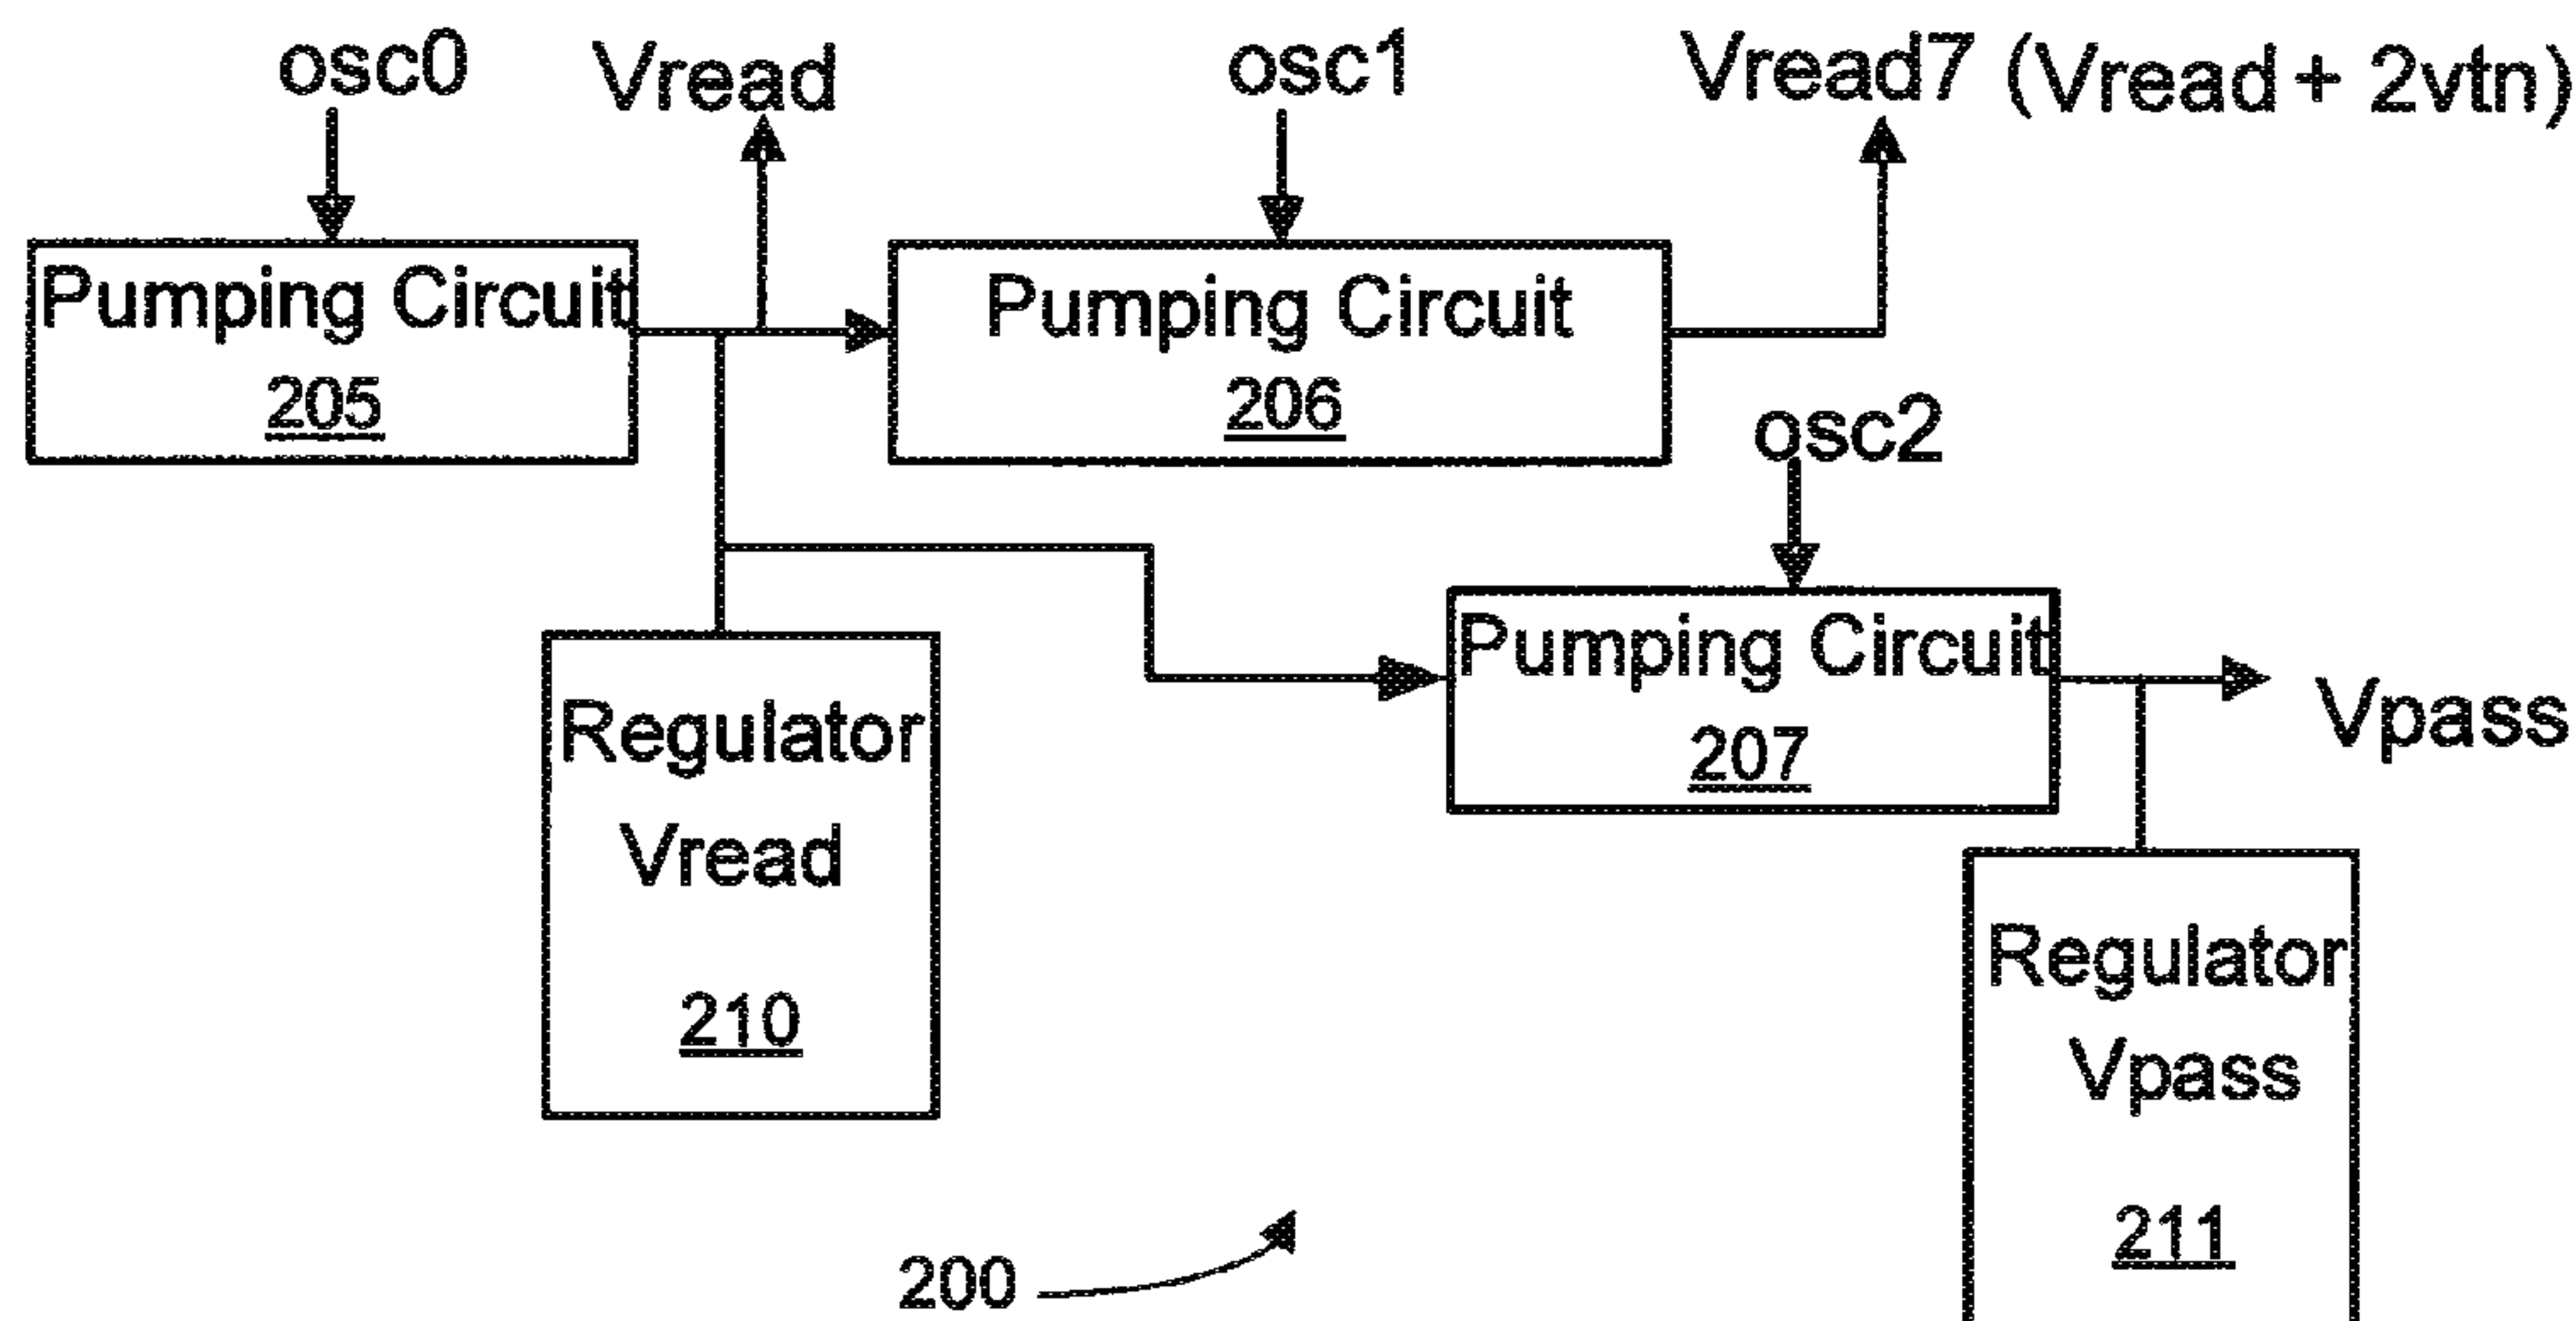 osc0
Vread
osc1
Vread7 (Vread + 2vtn)
Pumping Circuit
205
Pumping Circuit
206
osc2
Pumping Circuit
207
Vpass
Regulator
Vread
210
Regulator
Vpass
211
200